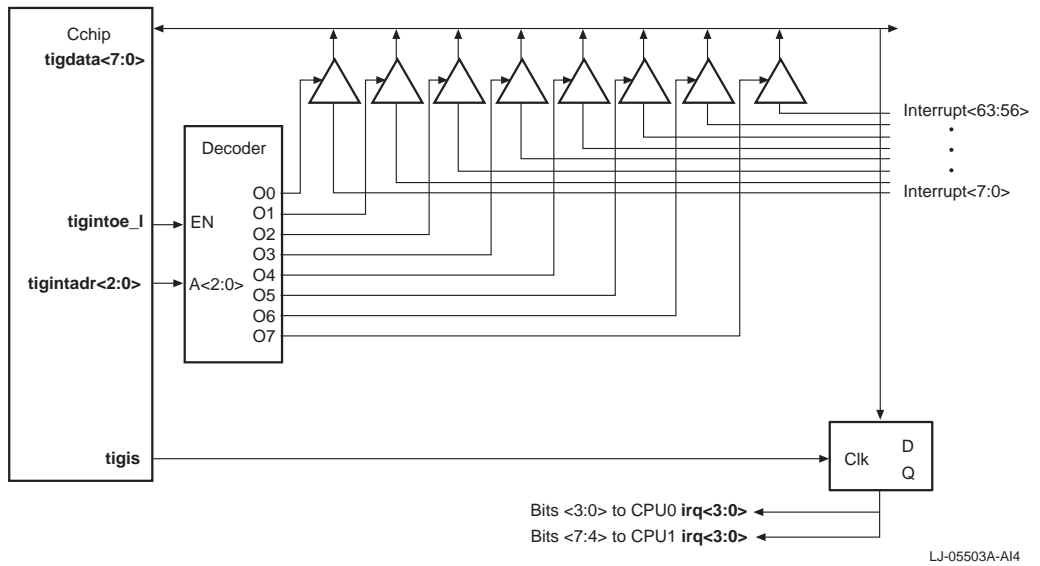 Cchip
tigdata<7:0>
Interrupt<63:56>
Decoder
O0
Interrupt<7:0>
O1
tigintoe_l
EN
O2
O3
O4
tigintadr<2:0>
A<2:0>
O5
O6
O7
tigis
Clk
D
Q
Bits <3:0> to CPU0 irq<3:0>
Bits <7:4> to CPU1 irq<3:0>
LJ-05503A-AI4